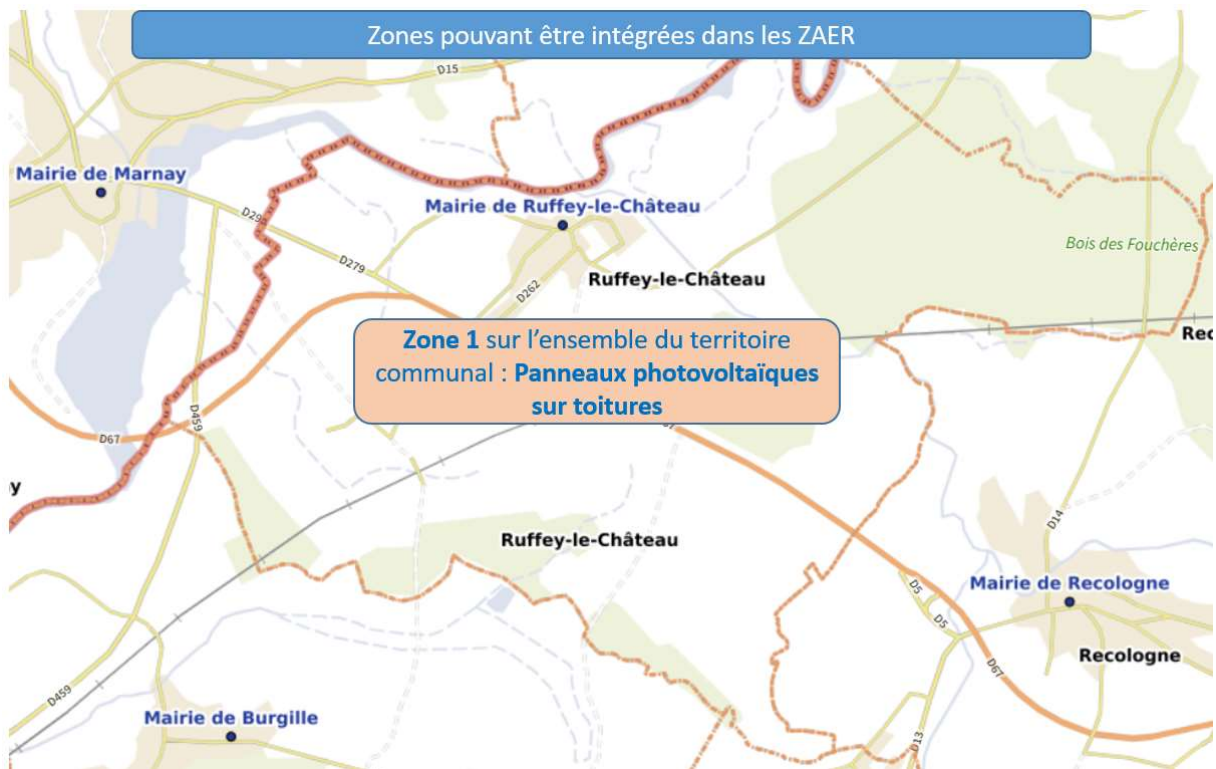 Zones pouvant être intégrées dans les ZAER
D15
Mairie de Marnay
Mairie de Ruffey-le-Château
D279
Bois des Fouchères
Ruffey-le-Château
D262
Zone 1 sur l’ensemble du territoire
communal : Panneaux photovoltaïques
sur toitures
D459
D67
Ruffey-le-Château
D14
D5
Mairie de Recologne
D5
Recologne
D67
D459
Mairie de Burgille
D13